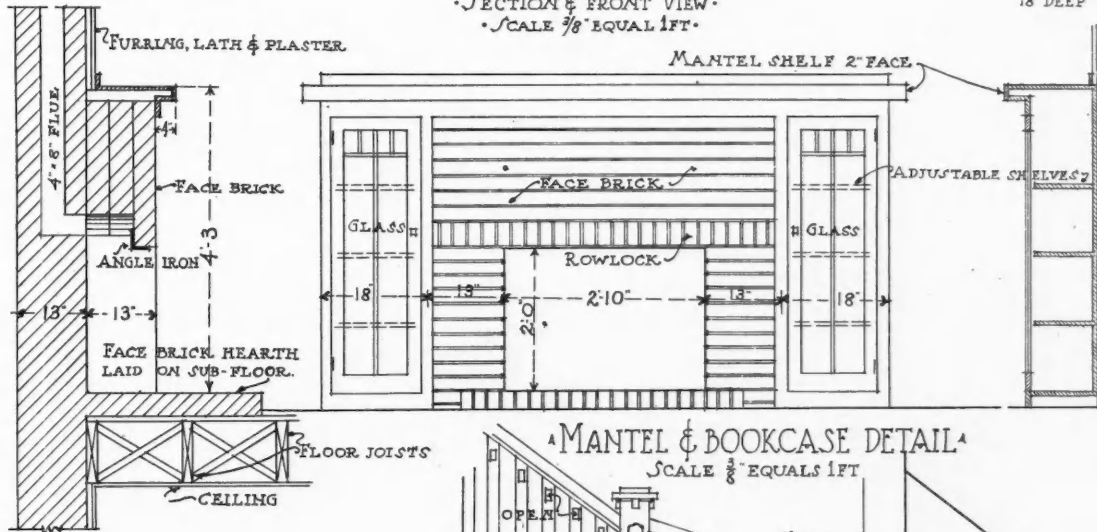 ·SECTION & FRONT VIEW·
·SCALE 3/8" EQUAL 1FT·
18" DEEP
FURRING, LATH & PLASTER
MANTEL SHELF 2" FACE
4"
4"×8" FLUE
FACE BRICK
FACE BRICK
ADJUSTABLE SHELVES
GLASS
GLASS
4'-3
ANGLE IRON
ROWLOCK
13"
13"
18"
13"
2'-10"
13"
18"
2'-0"
FACE BRICK HEARTH
LAID ON SUB-FLOOR.
MANTEL & BOOKCASE DETAIL
SCALE 3/8" EQUALS 1FT
FLOOR JOISTS
CEILING
OPEN